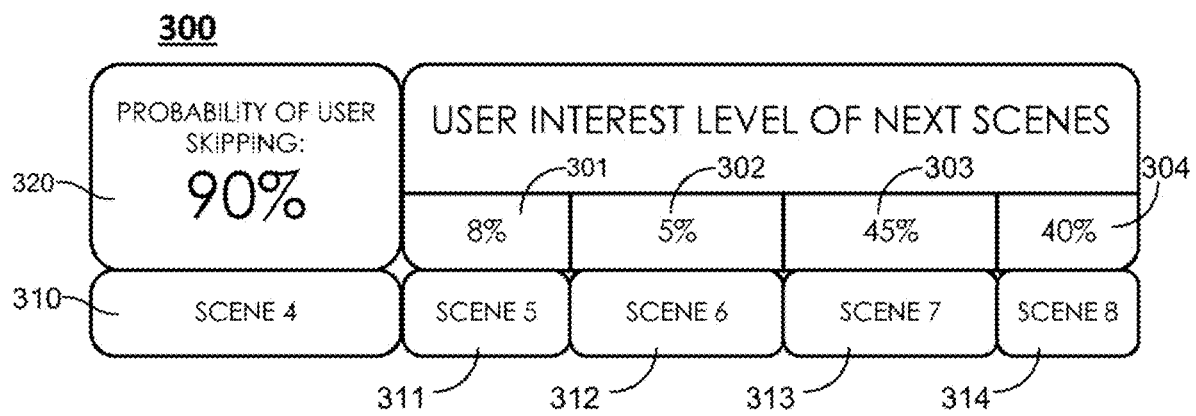 300
PROBABILITY OF USER
SKIPPING:
90%
USER INTEREST LEVEL OF NEXT SCENES
320
301
302
303
304
8%
5%
45%
40%
310
SCENE 4
SCENE 5
SCENE 6
SCENE 7
SCENE 8
311
312
313
314